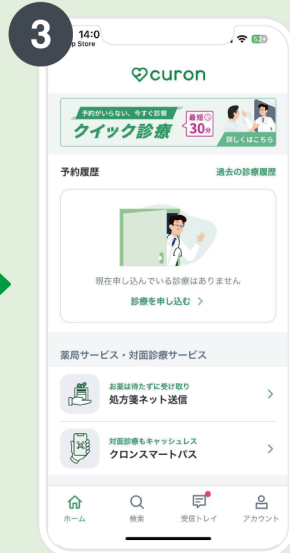 3
14:0
p Store
52
curon
予約がいらない、今すぐ診療
クイック診療
最短
30分
詳しくはこちら
予約履歴
過去の診療履歴
現在申し込んでいる診療はありません
診療を申し込む
薬局サービス・対面診療サービス
お薬は待たずに受け取り
処方箋ネット送信
対面診療もキャッシュレス
クロンスマートパス
ホーム
検索
受信トレイ
アカウント